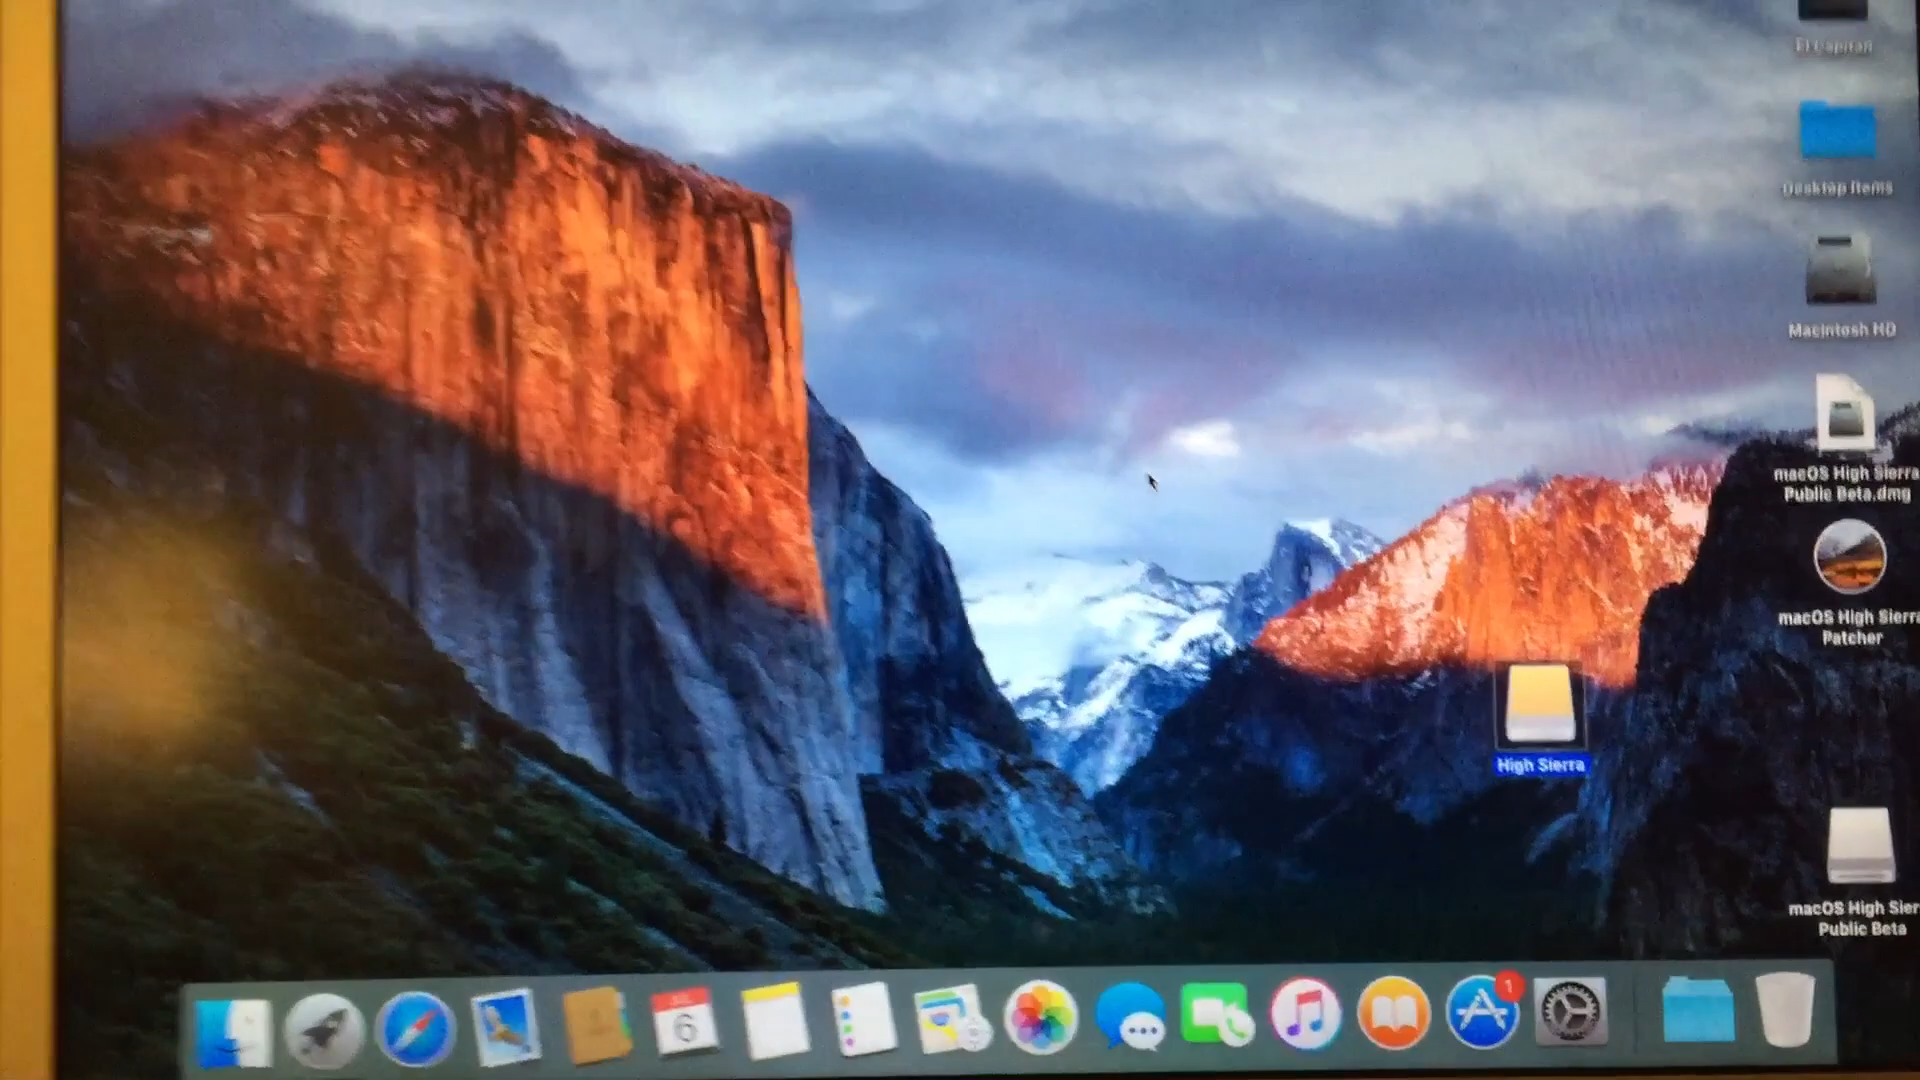 El Capitan
Desktop Items
Macintosh HD
macOS High Sierra
Public Beta.dmg
macOS High Sierra
Patcher
High Sierra
macOS High Sier
Public Beta
1
6